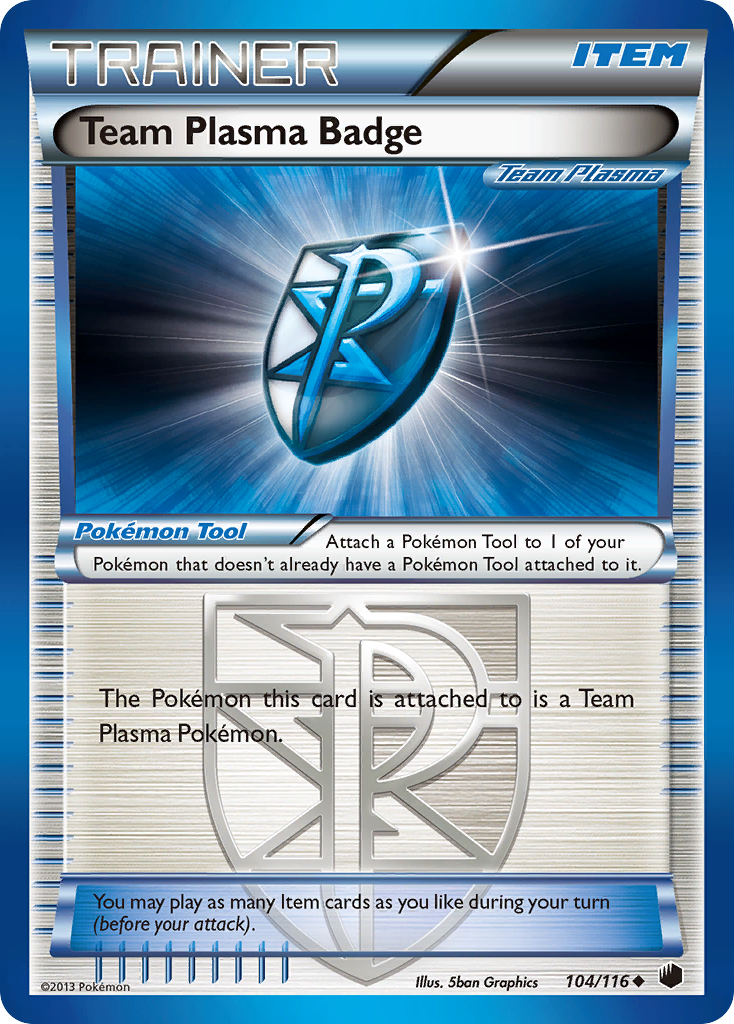 TRAINER
ITEM
Team Plasma Badge
Team Plasma
Pokémon Tool
Attach a Pokémon Tool to 1 of your
Pokémon that doesn't already have a Pokémon Tool attached to it.
The Pokémon this card is attached to is a Team
Plasma Pokémon.
You may play as many Item cards as you like during your turn
(before your attack).
©2013 Pokémon
Illus. 5ban Graphics
104/116